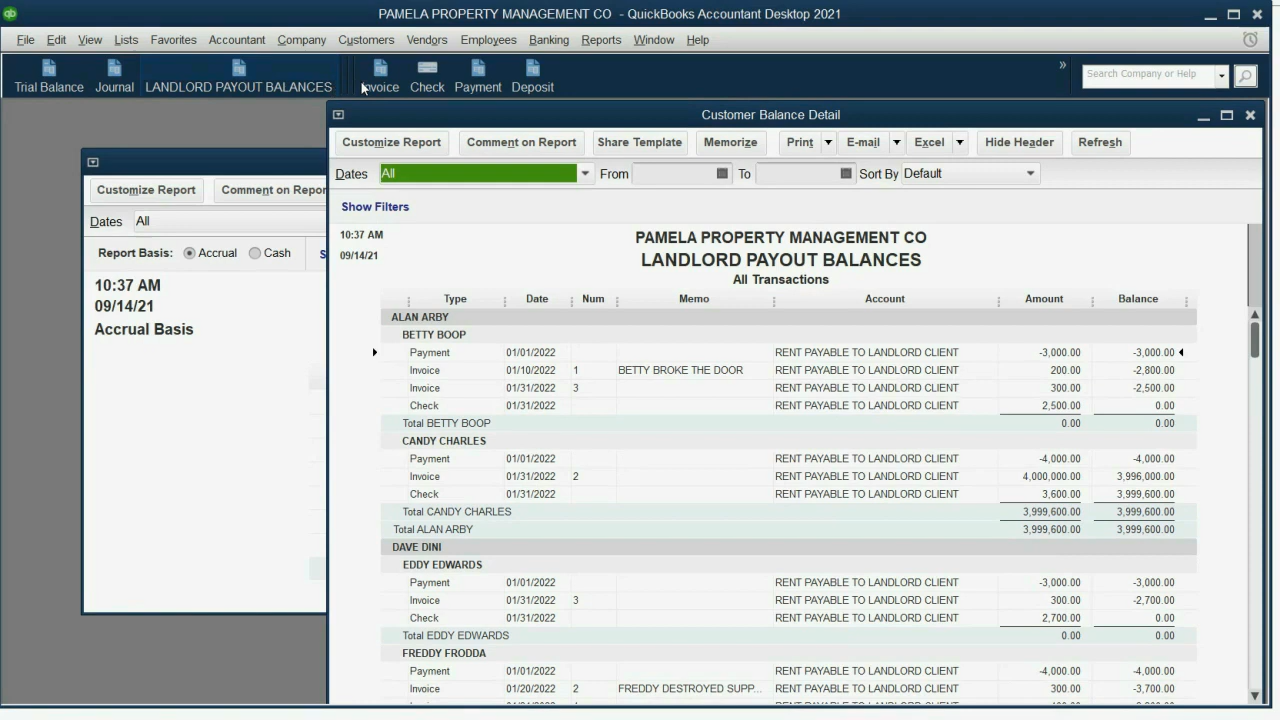 PAMELA PROPERTY MANAGEMENT CO - QuickBooks Accountant Desktop 2021
File Edit View Lists Favorites Accountant Company Customers Vendors Employees Banking Reports Window Help
Trial Balance Journal LANDLORD PAYOUT BALANCES Invoice Check Payment Deposit » Search Company or Help
Customer Balance Detail
Customize Report Comment on Report Share Template Memorize Print E-mail Excel Hide Header Refresh
Dates All From To Sort By Default
Show Filters
Customize Report
Dates All
Report Basis: Accrual Cash
10:37 AM
09/14/21
Accrual Basis
10:37 AM
09/14/21
PAMELA PROPERTY MANAGEMENT CO
LANDLORD PAYOUT BALANCES
All Transactions
Type Date Num Memo Account Amount Balance
ALAN ARBY
BETTY BOOP
Payment 01/01/2022 RENT PAYABLE TO LANDLORD CLIENT -3,000.00 -3,000.00
Invoice 01/10/2022 1 BETTY BROKE THE DOOR RENT PAYABLE TO LANDLORD CLIENT 200.00 -2,800.00
Invoice 01/31/2022 3 RENT PAYABLE TO LANDLORD CLIENT 300.00 -2,500.00
Check 01/31/2022 RENT PAYABLE TO LANDLORD CLIENT 2,500.00 0.00
Total BETTY BOOP 0.00 0.00
CANDY CHARLES
Payment 01/01/2022 RENT PAYABLE TO LANDLORD CLIENT -4,000.00 -4,000.00
Invoice 01/31/2022 2 RENT PAYABLE TO LANDLORD CLIENT 4,000,000.00 3,996,000.00
Check 01/31/2022 RENT PAYABLE TO LANDLORD CLIENT 3,600.00 3,999,600.00
Total CANDY CHARLES 3,999,600.00 3,999,600.00
Total ALAN ARBY 3,999,600.00 3,999,600.00
DAVE DINI
EDDY EDWARDS
Payment 01/01/2022 RENT PAYABLE TO LANDLORD CLIENT -3,000.00 -3,000.00
Invoice 01/31/2022 3 RENT PAYABLE TO LANDLORD CLIENT 300.00 -2,700.00
Check 01/31/2022 RENT PAYABLE TO LANDLORD CLIENT 2,700.00 0.00
Total EDDY EDWARDS 0.00 0.00
FREDDY FRODDA
Payment 01/01/2022 RENT PAYABLE TO LANDLORD CLIENT -4,000.00 -4,000.00
Invoice 01/20/2022 2 FREDDY DESTROYED SUPP... RENT PAYABLE TO LANDLORD CLIENT 300.00 -3,700.00